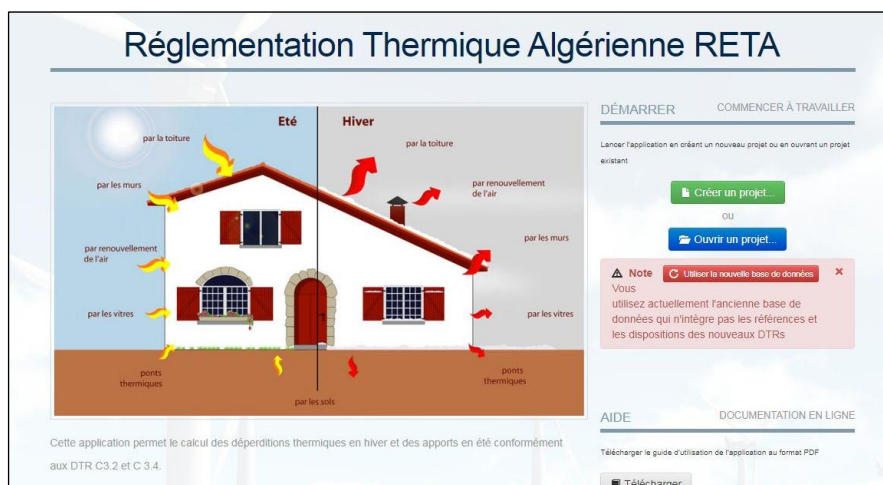 Réglementation Thermique Algérienne RETA
Eté
Hiver
par la toiture
par les murs
par renouvellement
de l'air
par les vitres
ponts
thermiques
par les sols
par la toiture
par renouvellement
de l'air
par les murs
par les vitres
ponts
thermiques
Cette application permet le calcul des déperditions thermiques en hiver et des apports en été conformément
aux DTR C3.2 et C 3.4.
DÉMARRER
COMMENCER À TRAVAILLER
Lancer l'application en créant un nouveau projet ou en ouvrant un projet
existant
Créer un projet...
ou
Ouvrir un projet...
Note
Utiliser la nouvelle base de données
×
Vous
utilisez actuellement l'ancienne base de
données qui n'intègre pas les références et
les dispositions des nouveaux DTRs
AIDE
DOCUMENTATION EN LIGNE
Télécharger le guide d'utilisation de l'application au format PDF
Télécharger